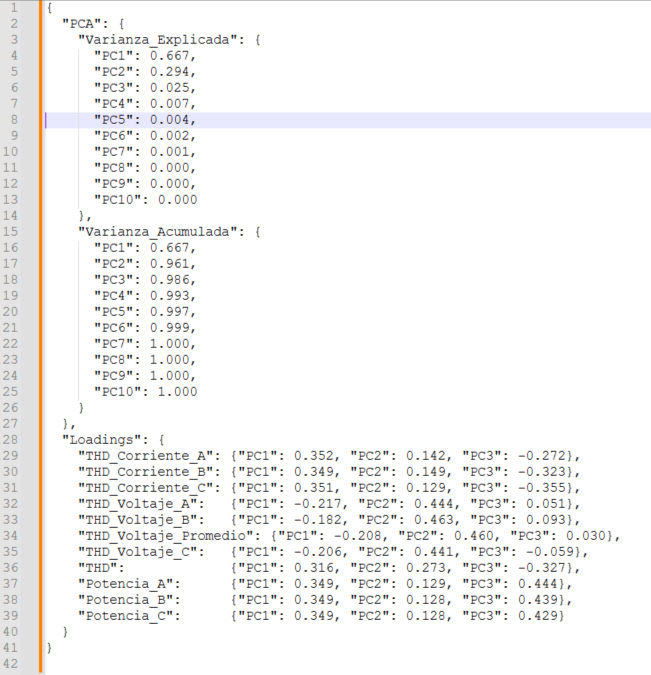 1 {
2   "PCA": {
3     "Varianza_Explicada": {
4       "PC1": 0.667,
5       "PC2": 0.294,
6       "PC3": 0.025,
7       "PC4": 0.007,
8       "PC5": 0.004,
9       "PC6": 0.002,
10       "PC7": 0.001,
11       "PC8": 0.000,
12       "PC9": 0.000,
13       "PC10": 0.000
14     },
15     "Varianza_Acumulada": {
16       "PC1": 0.667,
17       "PC2": 0.961,
18       "PC3": 0.986,
19       "PC4": 0.993,
20       "PC5": 0.997,
21       "PC6": 0.999,
22       "PC7": 1.000,
23       "PC8": 1.000,
24       "PC9": 1.000,
25       "PC10": 1.000
26     }
27   },
28   "Loadings": {
29     "THD_Corriente_A": {"PC1": 0.352, "PC2": 0.142, "PC3": -0.272},
30     "THD_Corriente_B": {"PC1": 0.349, "PC2": 0.149, "PC3": -0.323},
31     "THD_Corriente_C": {"PC1": 0.351, "PC2": 0.129, "PC3": -0.355},
32     "THD_Voltaje_A":   {"PC1": -0.217, "PC2": 0.444, "PC3": 0.051},
33     "THD_Voltaje_B":   {"PC1": -0.182, "PC2": 0.463, "PC3": 0.093},
34     "THD_Voltaje_Promedio": {"PC1": -0.208, "PC2": 0.460, "PC3": 0.030},
35     "THD_Voltaje_C":   {"PC1": -0.206, "PC2": 0.441, "PC3": -0.059},
36     "THD":             {"PC1": 0.316, "PC2": 0.273, "PC3": -0.327},
37     "Potencia_A":      {"PC1": 0.349, "PC2": 0.129, "PC3": 0.444},
38     "Potencia_B":      {"PC1": 0.349, "PC2": 0.128, "PC3": 0.439},
39     "Potencia_C":      {"PC1": 0.349, "PC2": 0.128, "PC3": 0.429}
40   }
41 }
42